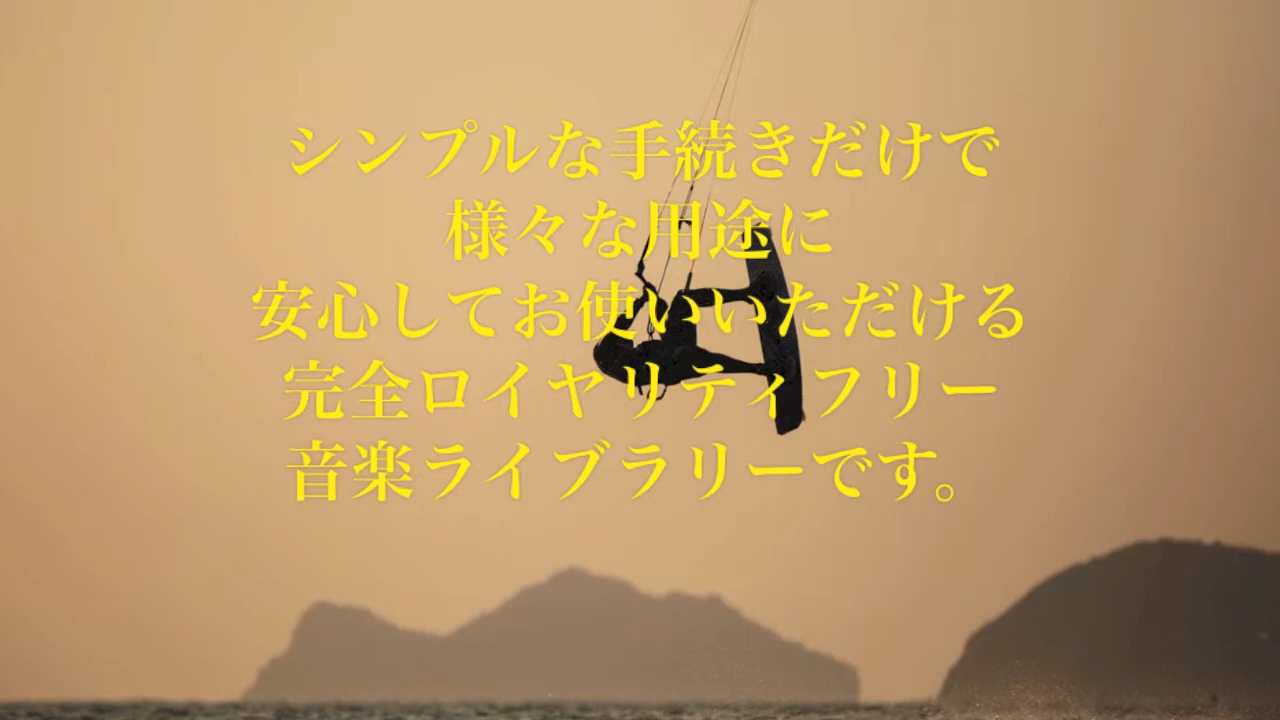 シンプルな手続きだけで
様々な用途に
安心してお使いいただける
完全ロイヤリティフリー
音楽ライブラリーです。